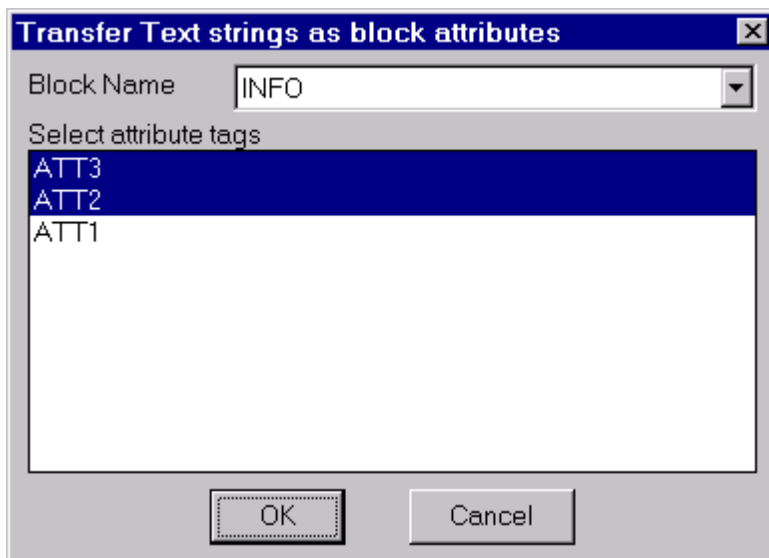 Transfer Text strings as block attributes
Block Name INFO
Select attribute tags
ATT3
ATT2
ATT1
OK Cancel